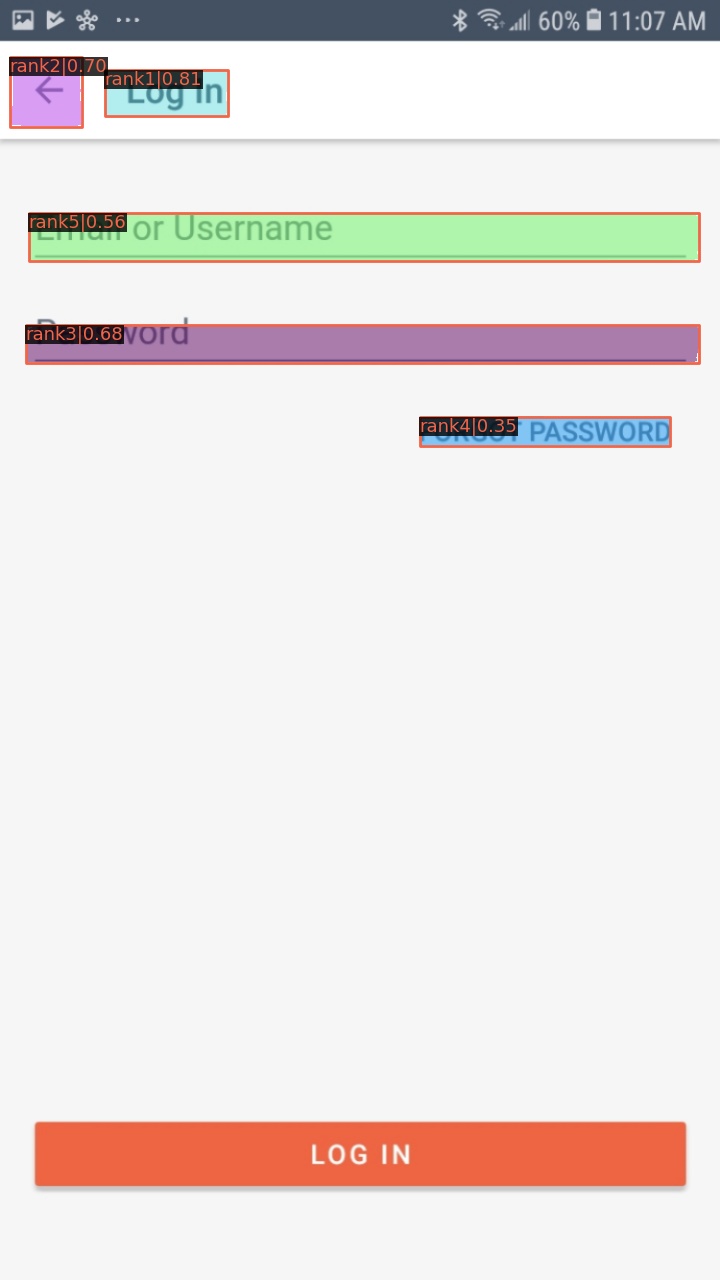 60% 11:07 AM
rank2|0.70
rank1|0.81
Log In
rank5|0.56
Email or Username
rank3|0.68
Password
rank4|0.35
FORGOT PASSWORD
LOG IN